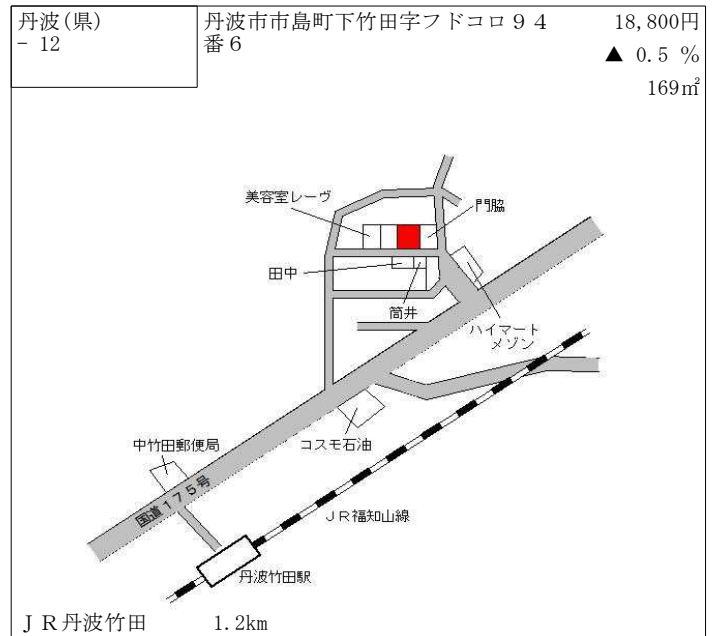 丹波(県)
- 12
丹波市市島町下竹田字フドコロ９４
番６
18,800円
▲ 0.5 %
169㎡
美容室レーヴ
門脇
田中
筒井
ハイマート
メゾン
中竹田郵便局
コスモ石油
国道１７５号
ＪＲ福知山線
丹波竹田駅
ＪＲ丹波竹田 1.2km